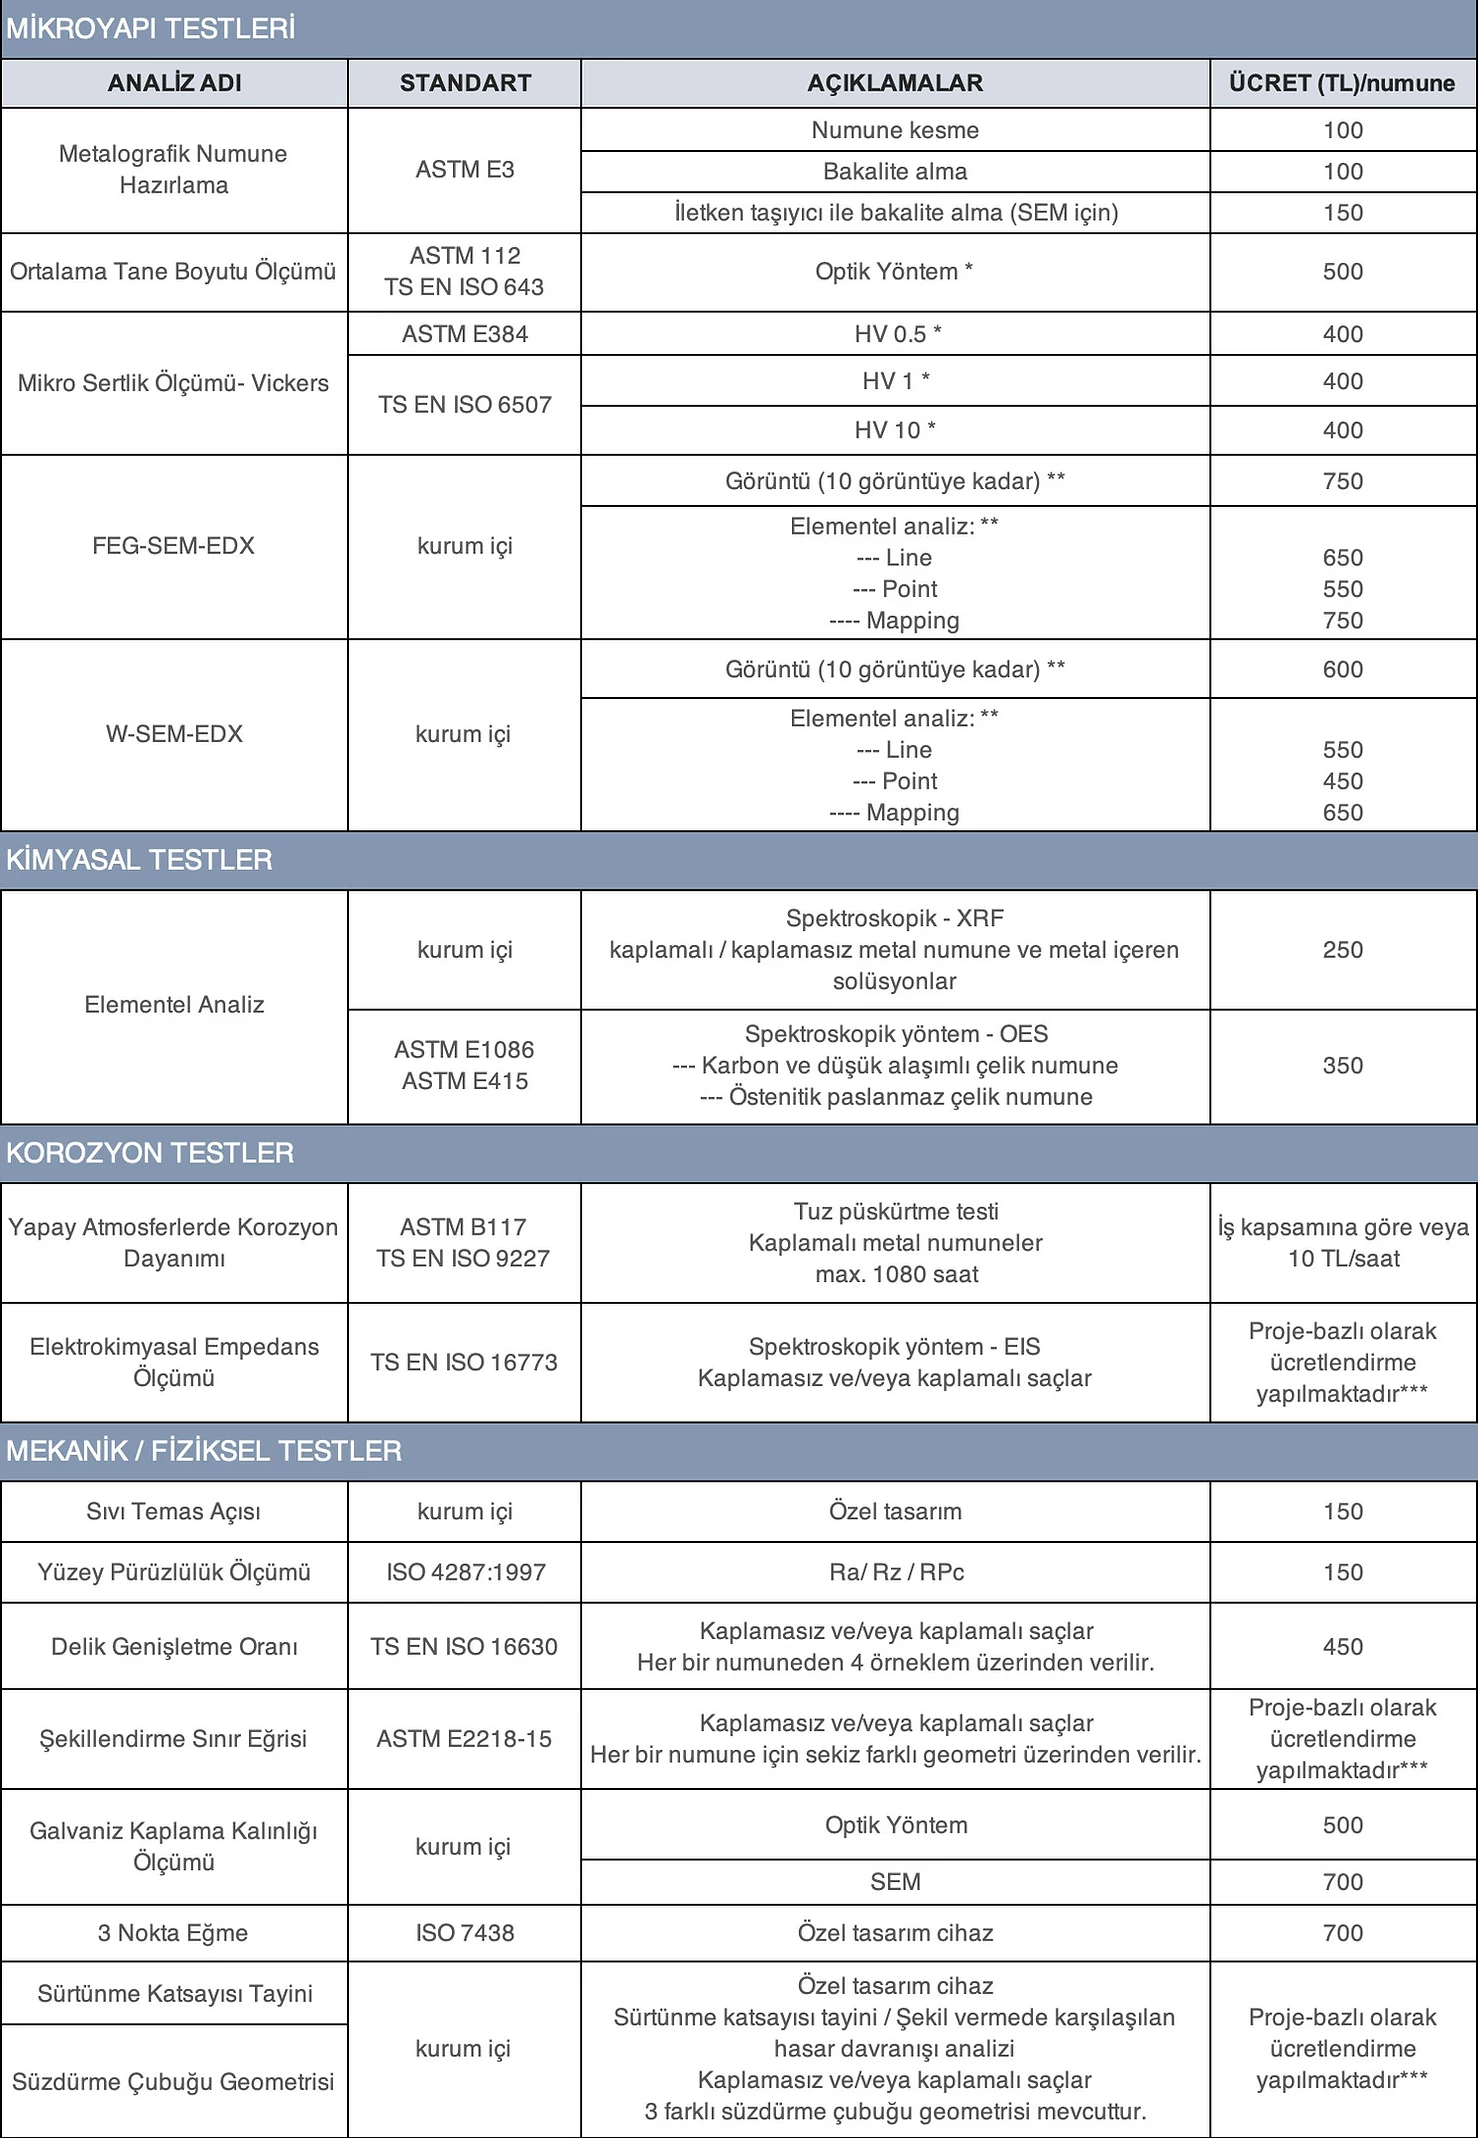 MİKROYAPI TESTLERİ
ANALİZ ADI STANDART AÇIKLAMALAR ÜCRET (TL)/numune
Metalografik Numune
Hazırlama
ASTM E3
Numune kesme 100
Bakalite alma 100
İletken taşıyıcı ile bakalite alma (SEM için) 150
Ortalama Tane Boyutu Ölçümü
ASTM 112
TS EN ISO 643
Optik Yöntem * 500
Mikro Sertlik Ölçümü- Vickers
ASTM E384
HV 0.5 * 400
TS EN ISO 6507
HV 1 * 400
HV 10 * 400
FEG-SEM-EDX
kurum içi
Görüntü (10 görüntüye kadar) ** 750
Elementel analiz: **
--- Line 650
--- Point 550
---- Mapping 750
W-SEM-EDX
kurum içi
Görüntü (10 görüntüye kadar) ** 600
Elementel analiz: **
--- Line 550
--- Point 450
---- Mapping 650
KİMYASAL TESTLER
Elementel Analiz
kurum içi
Spektroskopik - XRF
kaplamalı / kaplamasız metal numune ve metal içeren
solüsyonlar
250
ASTM E1086
ASTM E415
Spektroskopik yöntem - OES
--- Karbon ve düşük alaşımlı çelik numune
--- Östenitik paslanmaz çelik numune
350
KOROZYON TESTLER
Yapay Atmosferlerde Korozyon
Dayanımı
ASTM B117
TS EN ISO 9227
Tuz püskürtme testi
Kaplamalı metal numuneler
max. 1080 saat
İş kapsamına göre veya
10 TL/saat
Elektrokimyasal Empedans
Ölçümü
TS EN ISO 16773
Spektroskopik yöntem - EIS
Kaplamasız ve/veya kaplamalı saçlar
Proje-bazlı olarak
ücretlendirme
yapılmaktadır***
MEKANİK / FİZİKSEL TESTLER
Sıvı Temas Açısı kurum içi Özel tasarım 150
Yüzey Pürüzlülük Ölçümü ISO 4287:1997 Ra/ Rz / RPc 150
Delik Genişletme Oranı
TS EN ISO 16630
Kaplamasız ve/veya kaplamalı saçlar
Her bir numuneden 4 örneklem üzerinden verilir.
450
Şekillendirme Sınır Eğrisi
ASTM E2218-15
Kaplamasız ve/veya kaplamalı saçlar
Her bir numune için sekiz farklı geometri üzerinden verilir.
Proje-bazlı olarak
ücretlendirme
yapılmaktadır***
Galvaniz Kaplama Kalınlığı
Ölçümü
kurum içi
Optik Yöntem 500
SEM 700
3 Nokta Eğme ISO 7438 Özel tasarım cihaz 700
Sürtünme Katsayısı Tayini
Süzdürme Çubuğu Geometrisi
kurum içi
Özel tasarım cihaz
Sürtünme katsayısı tayini / Şekil vermede karşılaşılan
hasar davranışı analizi
Kaplamasız ve/veya kaplamalı saçlar
3 farklı süzdürme çubuğu geometrisi mevcuttur.
Proje-bazlı olarak
ücretlendirme
yapılmaktadır***